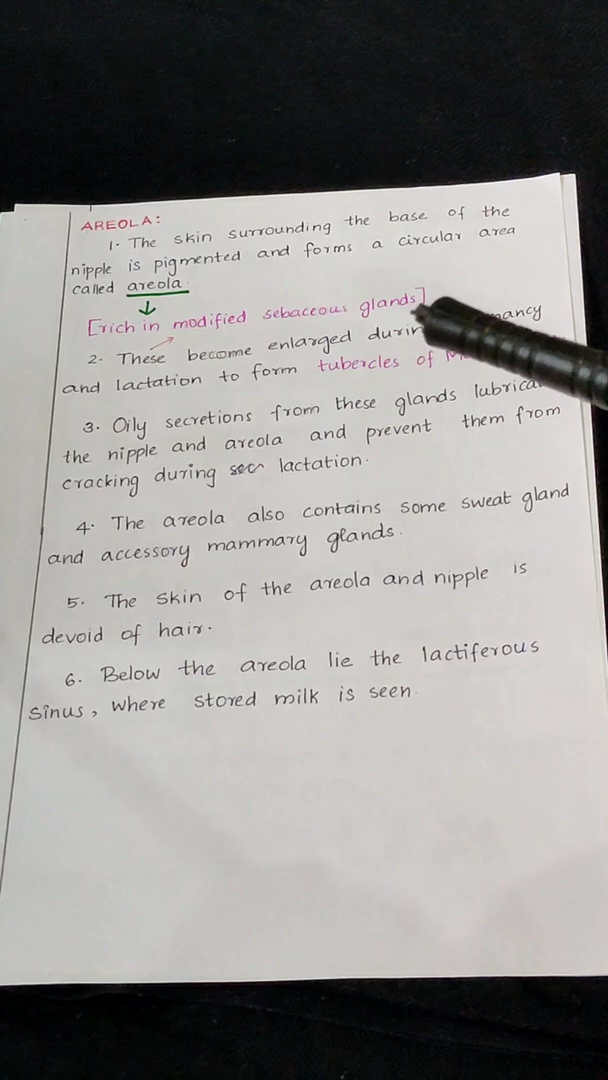 AREOLA:
1. The skin surrounding the base of the
nipple is pigmented and forms a circular area
called areola.
[rich in modified sebaceous glands]
2. These become enlarged
and lactation to form tubercles of
3. Oily secretions from these glands
the nipple and areola and prevent them from
cracking during lactation.
4. The areola also contains some sweat gland
and accessory mammary glands.
5. The skin of the areola and nipple is
devoid of hair.
6. Below the areola lie the lactiferous
sinus, where stored milk is seen.